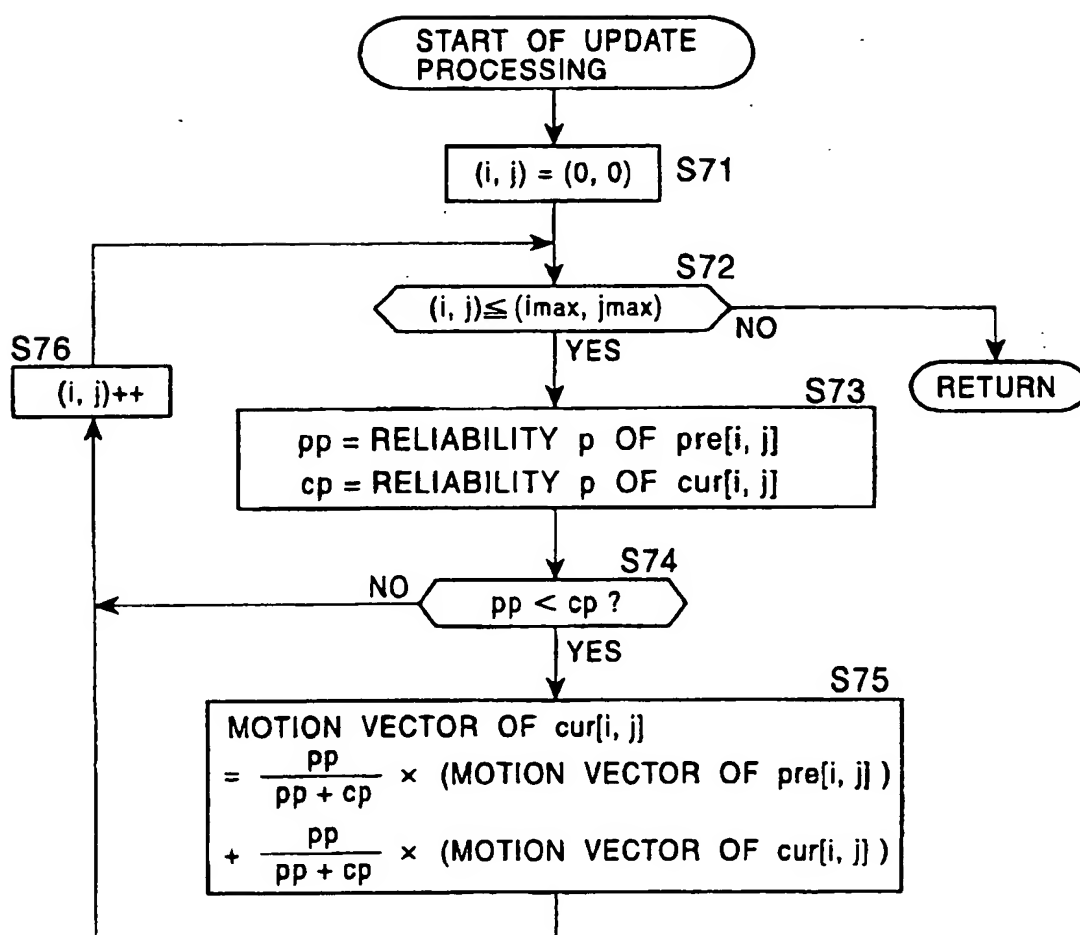 START OF UPDATE
PROCESSING
(i, j) = (0, 0)
S71
S72
(i, j)≦(imax, jmax)
NO
YES
S76
(i, j)++
RETURN
S73
pp = RELIABILITY p OF pre[i, j]
cp = RELIABILITY p OF cur[i, j]
S74
NO
pp < cp ?
YES
S75
MOTION VECTOR OF cur[i, j]
= pp / pp + cp × (MOTION VECTOR OF pre[i, j] )
+ pp / pp + cp × (MOTION VECTOR OF cur[i, j] )